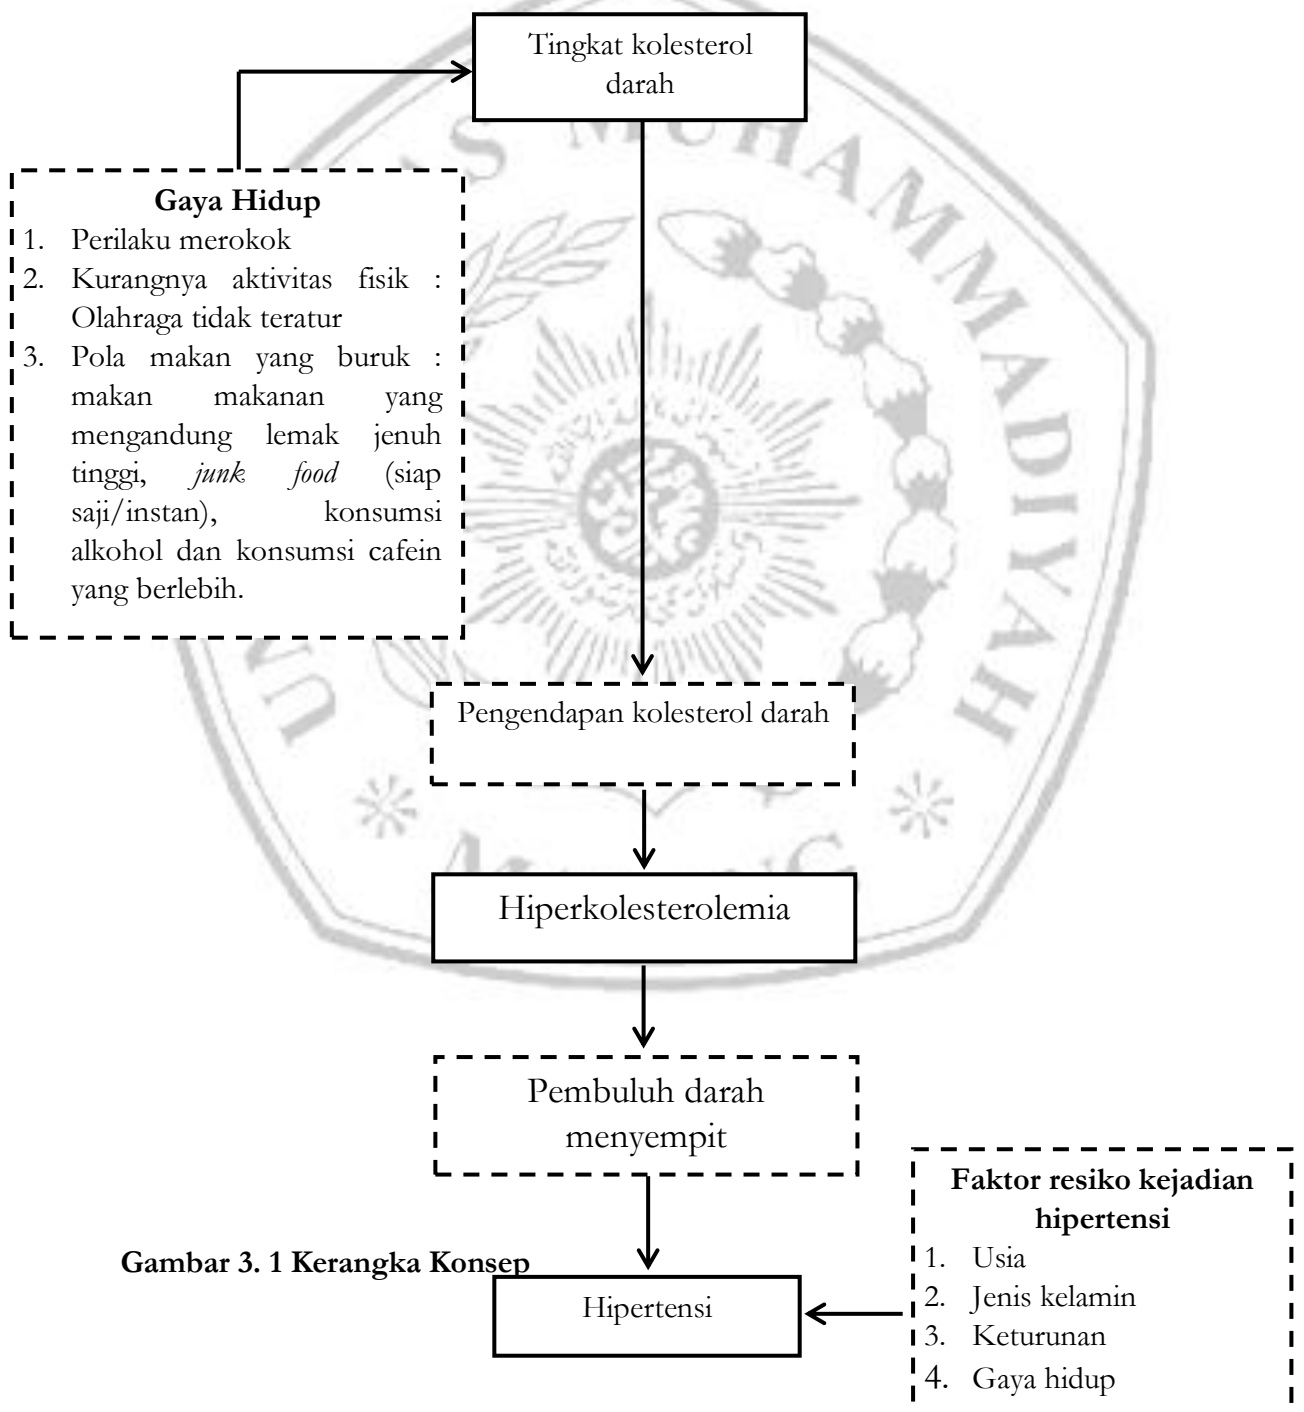 Tingkat kolesterol
darah
Gaya Hidup
1. Perilaku merokok
2. Kurangnya aktivitas fisik :
Olahraga tidak teratur
3. Pola makan yang buruk :
makan makanan yang
mengandung lemak jenuh
tinggi, junk food (siap
saji/instan), konsumsi
alkohol dan konsumsi cafein
yang berlebih.
Pengendapan kolesterol darah
Hiperkolesterolemia
Pembuluh darah
menyempit
Faktor resiko kejadian
hipertensi
1. Usia
2. Jenis kelamin
3. Keturunan
4. Gaya hidup
Gambar 3. 1 Kerangka Konsep
Hipertensi
MUHAMMADIYAH